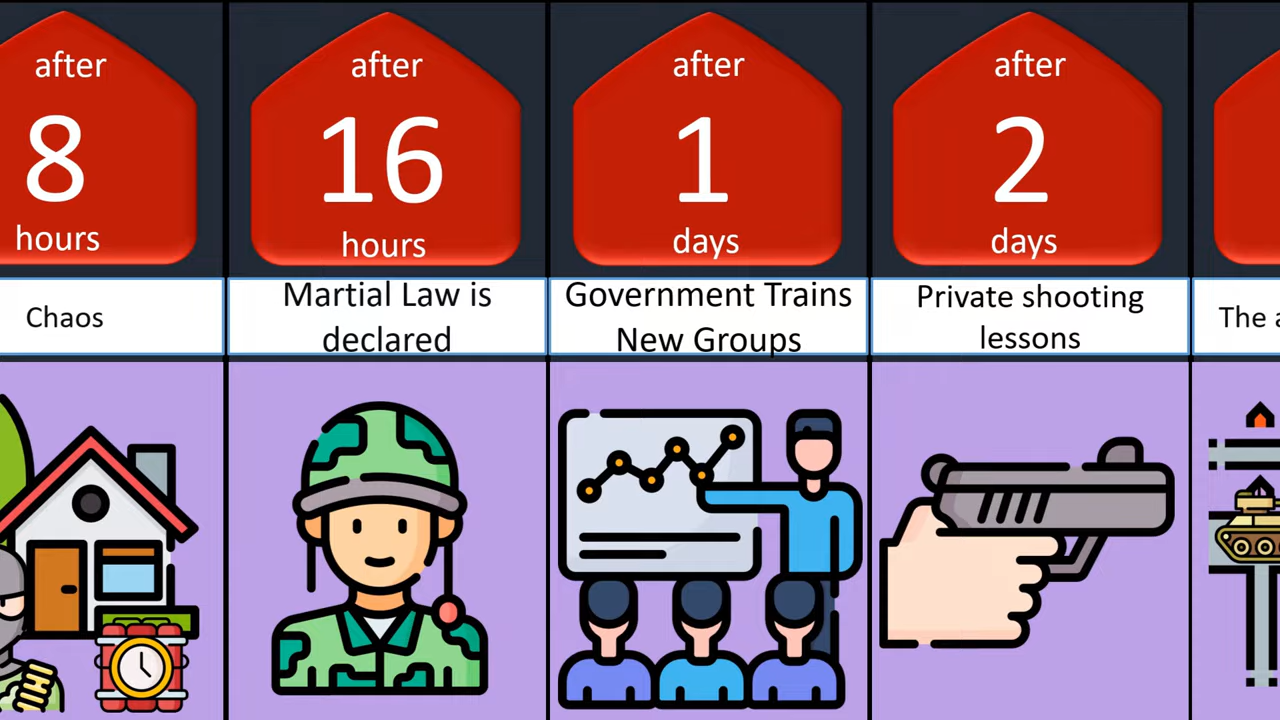 after
8
hours
Chaos
after
16
hours
Martial Law is
declared
after
1
days
Government Trains
New Groups
after
2
days
Private shooting
lessons
The